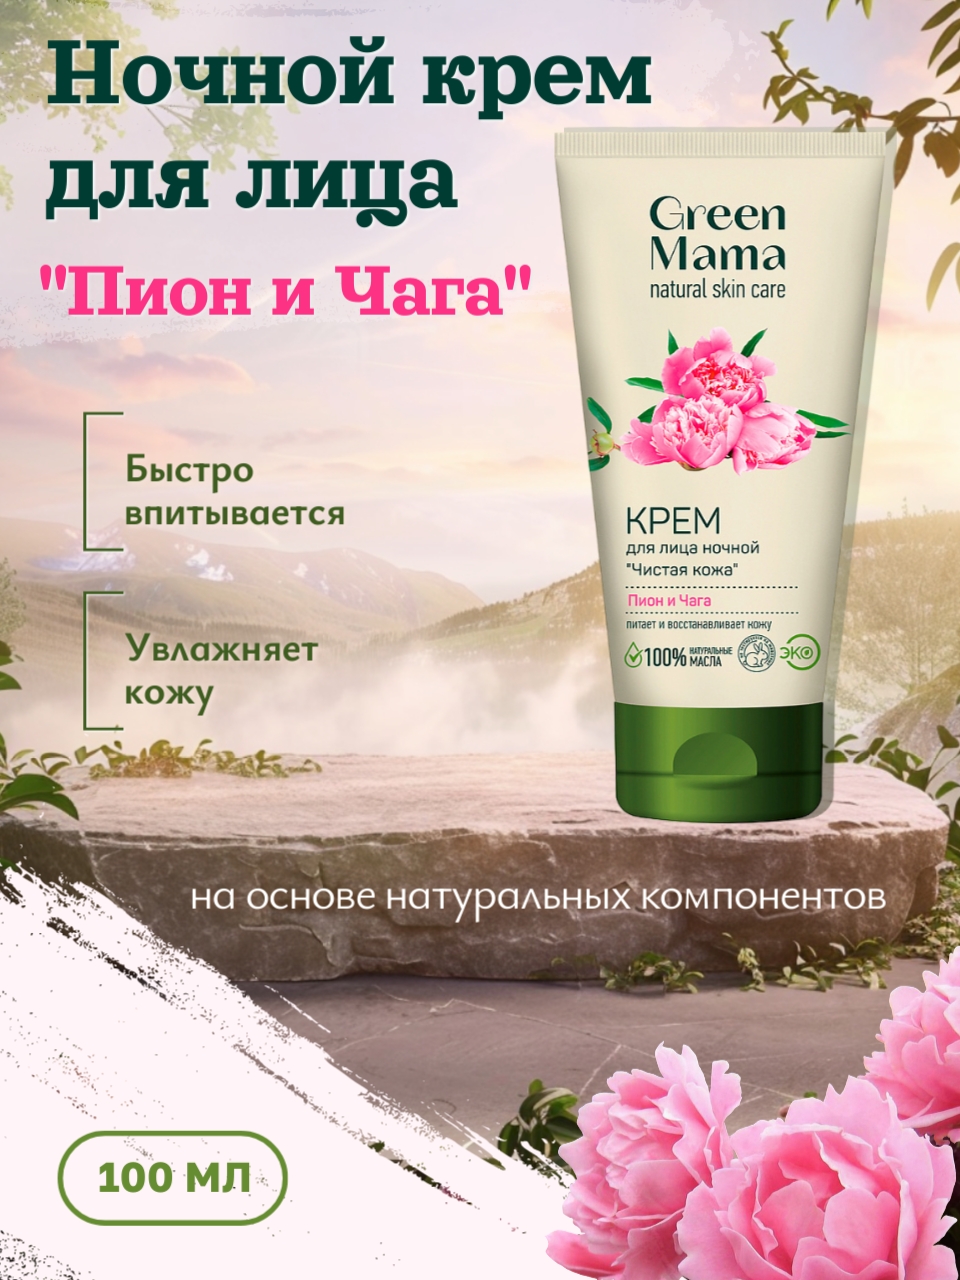 Ночной крем
для лица
"Пион и Чага"
Green
Mama
natural skin care
Быстро
впитывается
КРЕМ
для лица ночной
"Чистая кожа"
Пион и Чага
питает и восстанавливает кожу
100% НАТУРАЛЬНЫЕ
МАСЛА
ЭКО
Увлажняет
кожу
на основе натуральных компонентов
100 МЛ